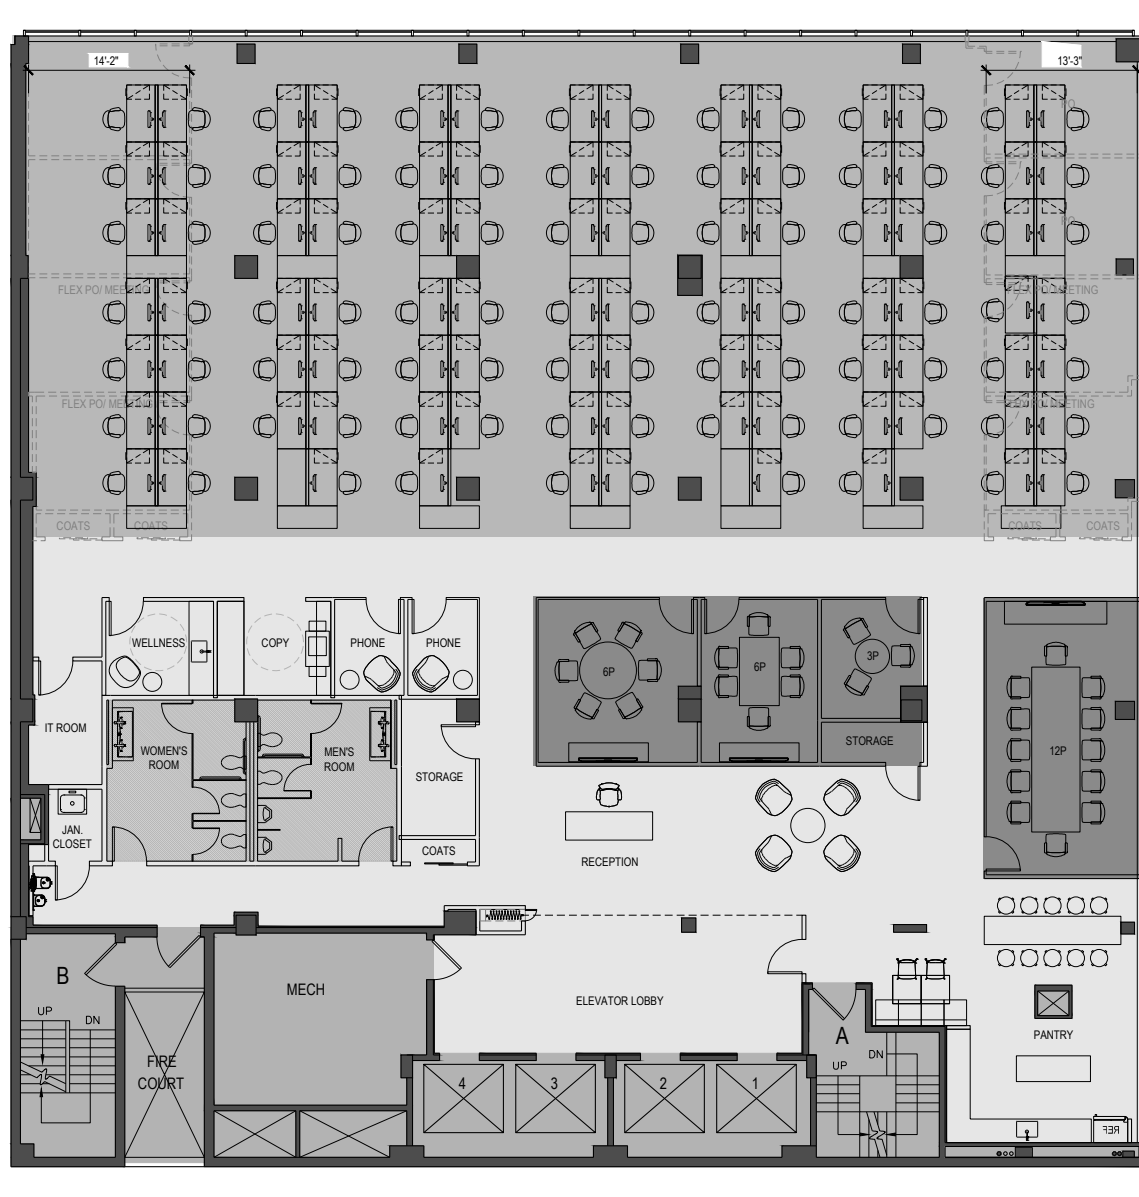 14'-2"
13'-3"
PO
PO
FLEX PO/ MEETING
FLEX PO/ MEETING
FLEX PO/ MEETING
FLEX PO/ MEETING
COATS
COATS
COATS
COATS
WELLNESS
COPY
PHONE
PHONE
6P
6P
3P
IT ROOM
WOMEN'S
ROOM
MEN'S
ROOM
STORAGE
STORAGE
12P
JAN.
CLOSET
COATS
RECEPTION
B
UP
DN
MECH
ELEVATOR LOBBY
A
UP
DN
PANTRY
FIRE
COURT
4
3
2
1
REF